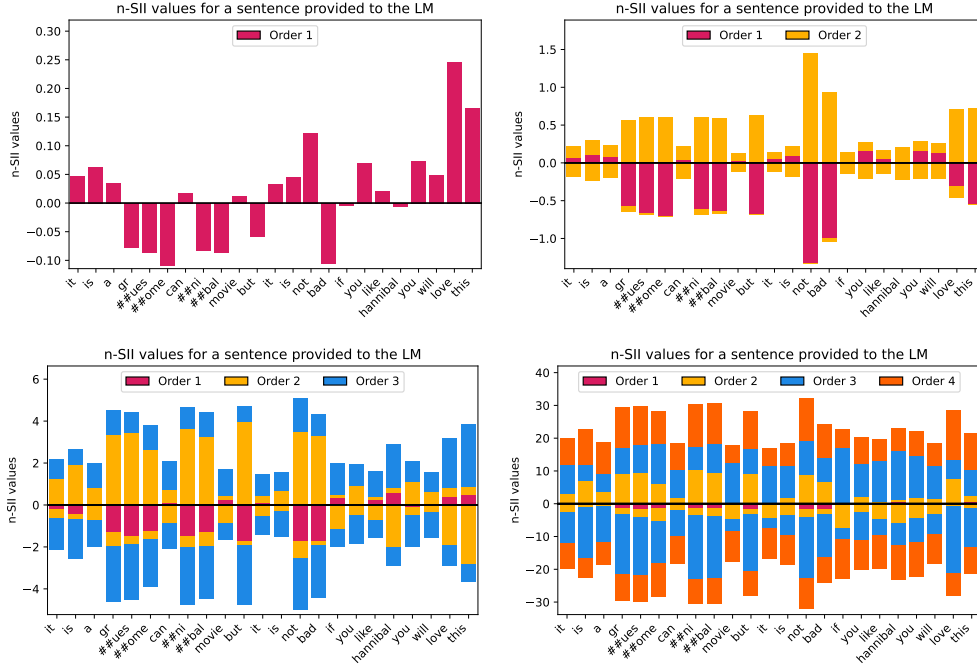 n-SII values for a sentence provided to the LM
Order 1
n-SII values
0.30
0.25
0.20
0.15
0.10
0.05
0.00
−0.05
−0.10
it is a gr ##ues ##ome can ##ni ##bal movie but it is not bad if you like hannibal you will love this
n-SII values for a sentence provided to the LM
Order 1 Order 2
n-SII values
1.5
1.0
0.5
0.0
−0.5
−1.0
it is a gr ##ues ##ome can ##ni ##bal movie but it is not bad if you like hannibal you will love this
n-SII values for a sentence provided to the LM
Order 1 Order 2 Order 3
n-SII values
6
4
2
0
−2
−4
it is a gr ##ues ##ome can ##ni ##bal movie but it is not bad if you like hannibal you will love this
n-SII values for a sentence provided to the LM
Order 1 Order 2 Order 3 Order 4
n-SII values
40
30
20
10
0
−10
−20
−30
it is a gr ##ues ##ome can ##ni ##bal movie but it is not bad if you like hannibal you will love this